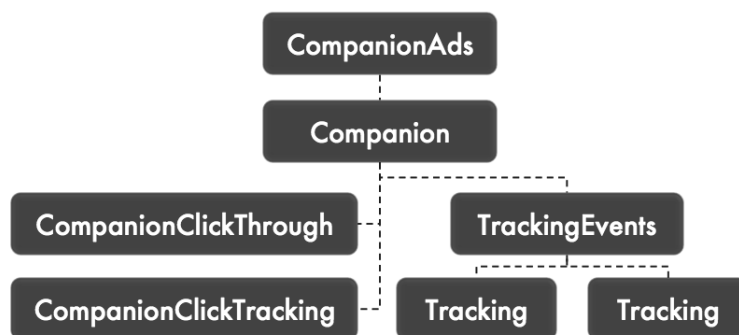 CompanionAds
Companion
CompanionClickThrough
TrackingEvents
CompanionClickTracking
Tracking
Tracking